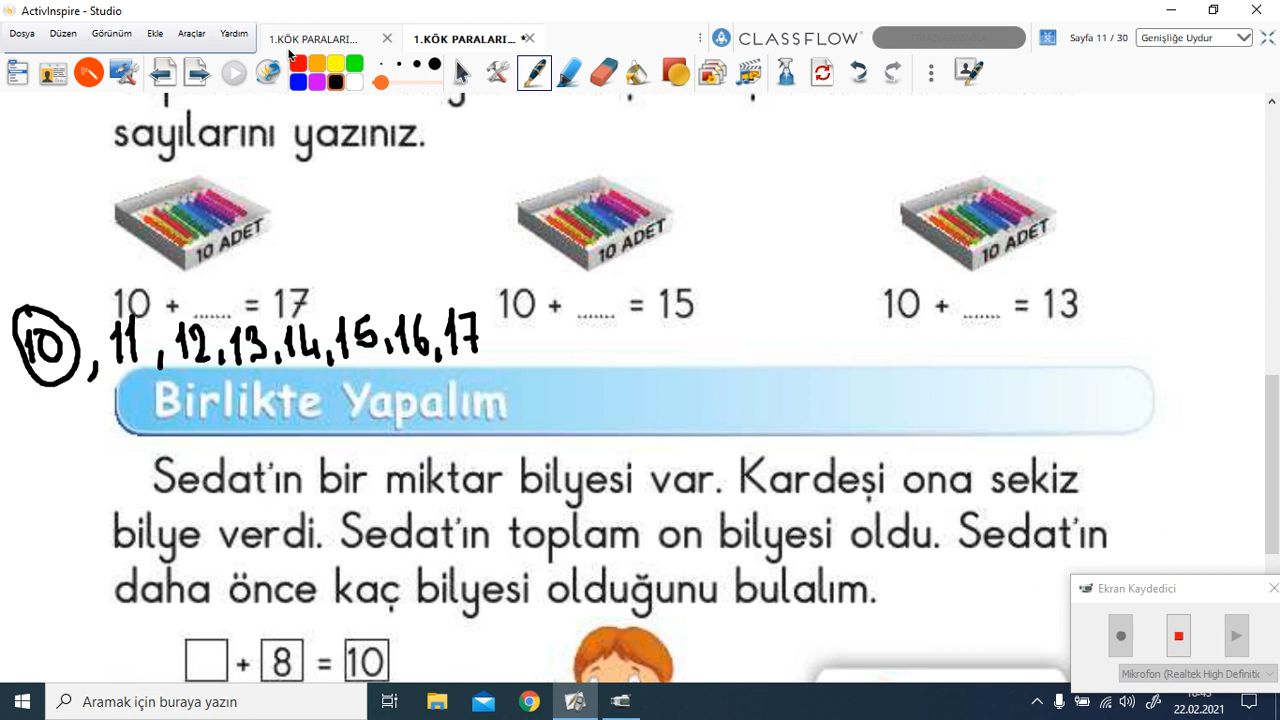 ActivInspire - Studio
Dosya Düzen Görünüm Ekle Araçlar Yardım
1.KÖK PARALARI...
1.KÖK PARALARI...
CLASSFLOW
Sayfa 11 / 30
Genişliğe Uydur
sayılarını yazınız.
10 ADET
10 ADET
10 ADET
10 + ....... = 17
10 + ....... = 15
10 + ....... = 13
10, 11, 12, 13, 14, 15, 16, 17
Birlikte Yapalım
Sedat'ın bir miktar bilyesi var. Kardeşi ona sekiz
bilye verdi. Sedat'ın toplam on bilyesi oldu. Sedat'ın
daha önce kaç bilyesi olduğunu bulalım.
+ 8 = 10
Ekran Kaydedici
Mikrofon (Realtek High Definitic
Aramak için buraya yazın
22.02.2021